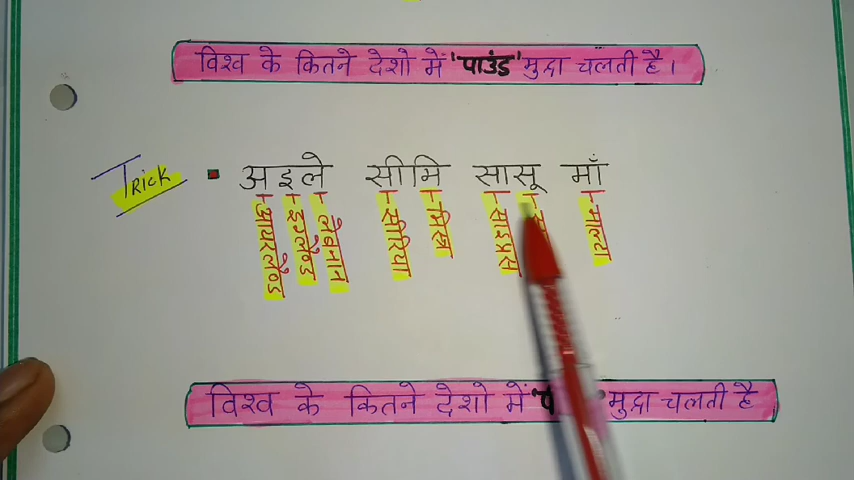 विश्व के कितने देशो में 'पाउंड' मुद्रा चलती है।
TRICK अइले सीमि सासू माँ
आयरलैण्ड
इंग्लैण्ड
लेबनान
सीरिया
मिस्र
साइप्रस
माल्टा
विश्व के कितने देशो में मुद्रा चलती है